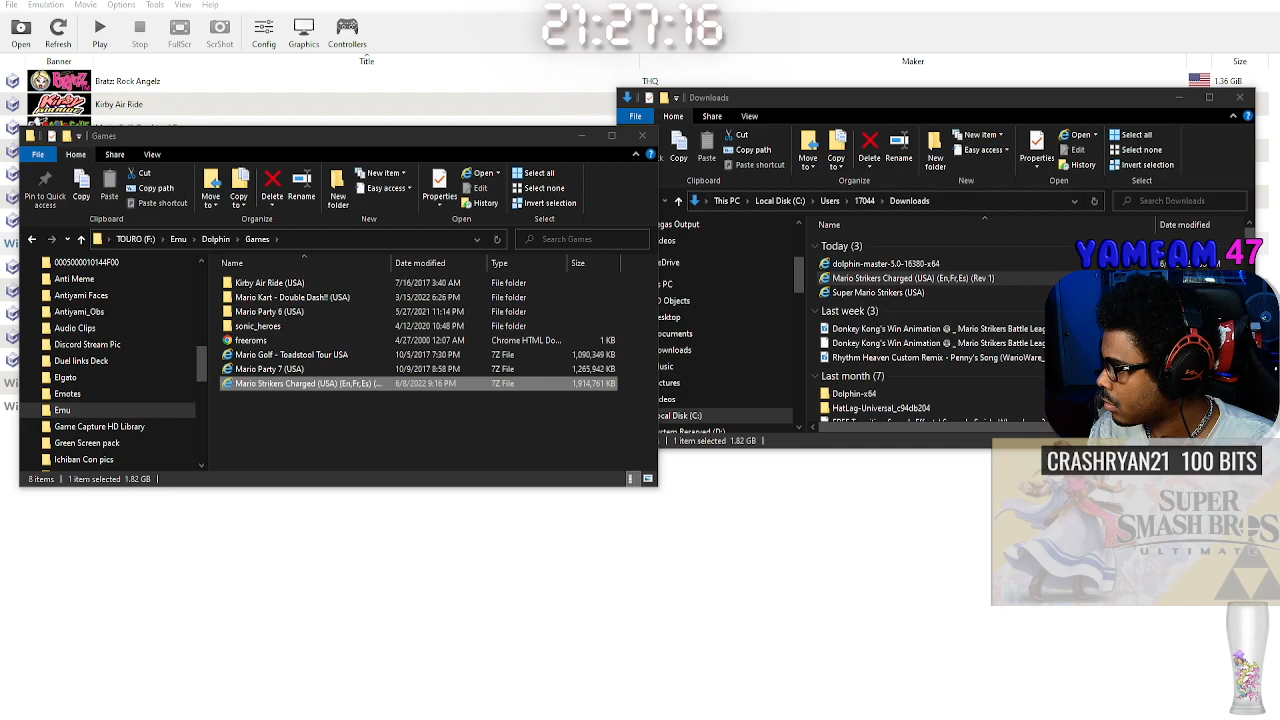 File Emulation Movie Options Tools View Help
21:27:16
Open Refresh Play Stop FullScr ScrShot Config Graphics Controllers
Banner Title Maker Size
Bratz: Rock Angelz THQ 1.36 GiB
Kirby Air Ride
Games
File Home Share View
Pin to Quick access
Copy
Paste
Cut
Copy path
Paste shortcut
Clipboard
Move to
Copy to
Delete
Rename
Organize
New folder
New item
Easy access
New
Properties
Open
Edit
History
Open
Select all
Select none
Invert selection
Select
TOURO (F:) Emu Dolphin Games
Search Games
0005000010144F00
Anti Meme
Antiyami Faces
Antiyami_Obs
Audio Clips
Discord Stream Pic
Duel links Deck
Elgato
Emotes
Emu
Game Capture HD Library
Green Screen pack
Ichiban Con pics
Name Date modified Type Size
Kirby Air Ride (USA) 7/16/2017 3:40 AM File folder
Mario Kart - Double Dash!! (USA) 3/15/2022 6:26 PM File folder
Mario Party 6 (USA) 5/27/2021 11:14 PM File folder
sonic_heroes 4/12/2020 10:48 PM File folder
freeroms 4/27/2000 12:07 AM Chrome HTML Do... 1 KB
Mario Golf - Toadstool Tour USA 10/5/2017 7:30 PM 7Z File 1,090,349 KB
Mario Party 7 (USA) 10/9/2017 8:58 PM 7Z File 1,265,942 KB
Mario Strikers Charged (USA) (En,Fr,Es) (... 6/8/2022 9:16 PM 7Z File 1,914,761 KB
8 items 1 item selected 1.82 GB
Downloads
File Home Share View
Copy
Paste
Cut
Copy path
Paste shortcut
Clipboard
Move to
Copy to
Delete
Rename
Organize
New folder
New item
Easy access
New
Properties
Open
Edit
History
Open
Select all
Select none
Invert selection
Select
This PC Local Disk (C:) Users 17044 Downloads
Search Downloads
Name
Today (3)
dolphin-master-5.0-16380-x64
Mario Strikers Charged (USA) (En,Fr,Es) (Rev 1)
Super Mario Strikers (USA)
Last week (3)
Donkey Kong's Win Animation
_ Mario Strikers Battle Leag
Donkey Kong's Win Animation
_ Mario Strikers Battle Leag
Rhythm Heaven Custom Remix - Penny's Song (WarioWare_
Last month (7)
Dolphin-x64
HatLag-Universal_c94db204
1 item selected 1.82 GB
YAMFAM 47
CRASHRYAN21 100 BITS
SUPER
SMASH BROS
ULTIMATE